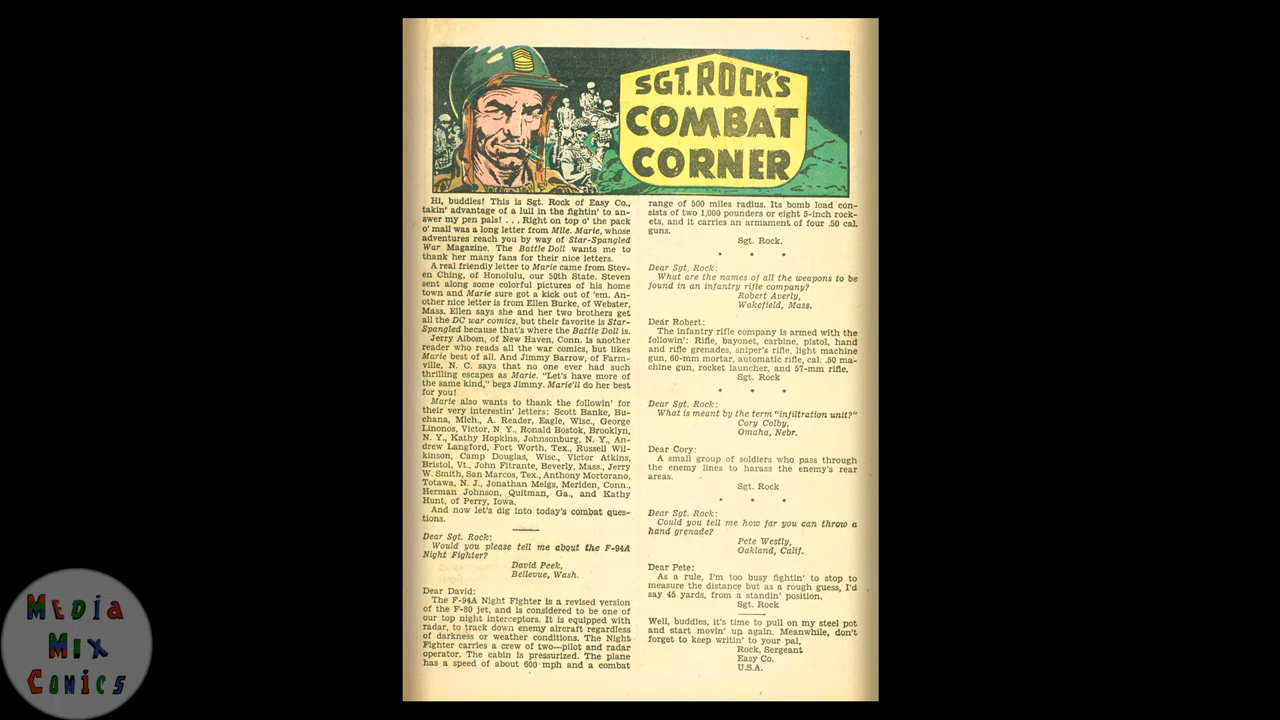 SGT. ROCK'S
COMBAT
CORNER
Hi, buddies! This is Sgt. Rock of Easy Co.,
takin' advantage of a lull in the fightin' to an-
swer my pen pals! . . . Right on top o' the pack
o' mail was a long letter from Mlle. Marie, whose
adventures reach you by way of Star-Spangled
War Magazine. The Battle Doll wants me to
thank her many fans for their nice letters.
A real friendly letter to Marie came from Stev-
en Ching, of Honolulu, our 50th State. Steven
sent along some colorful pictures of his home
town and Marie sure got a kick out of 'em. An-
other nice letter is from Ellen Burke, of Webster,
Mass. Ellen says she and her two brothers get
all the DC war comics, but their favorite is Star-
Spangled because that's where the Battle Doll is.
Jerry Albom, of New Haven, Conn. is another
reader who reads all the war comics, but likes
Marie best of all. And Jimmy Barrow, of Farm-
ville, N. C. says that no one ever had such
thrilling escapes as Marie. "Let's have more of
the same kind," begs Jimmy. Marie'll do her best
for you!
Marie also wants to thank the followin' for
their very interestin' letters: Scott Banke, Bu-
chana, Mich., A. Reader, Eagle, Wisc., George
Linonos, Victor, N. Y., Ronald Bostok, Brooklyn,
N. Y., Kathy Hopkins, Johnsonburg, N. Y., An-
drew Langford, Fort Worth, Tex., Russell Wil-
kinson, Camp Douglas, Wisc., Victor Atkins,
Bristol, Vt., John Fitrante, Beverly, Mass., Jerry
W. Smith, San Marcos, Tex., Anthony Mortorano,
Totawa, N. J., Jonathan Meigs, Meriden, Conn.,
Herman Johnson, Quitman, Ga., and Kathy
Hunt, of Perry, Iowa.
And now let's dig into today's combat ques-
tions.
Dear Sgt. Rock:
Would you please tell me about the F-94A
Night Fighter?
David Peek,
Bellevue, Wash.
Dear David:
The F-94A Night Fighter is a revised version
of the F-80 jet, and is considered to be one of
our top night interceptors. It is equipped with
radar, to track down enemy aircraft regardless
of darkness or weather conditions. The Night
Fighter carries a crew of two—pilot and radar
operator. The cabin is pressurized. The plane
has a speed of about 600 mph and a combat
range of 500 miles radius. Its bomb load con-
sists of two 1,000 pounders or eight 5-inch rock-
ets, and it carries an armament of four .50 cal.
guns.
Sgt. Rock.
* * *
Dear Sgt. Rock:
What are the names of all the weapons to be
found in an infantry rifle company?
Robert Averly,
Wakefield, Mass.
Dear Robert:
The infantry rifle company is armed with the
followin': Rifle, bayonet, carbine, pistol, hand
and rifle grenades, sniper's rifle, light machine
gun, 60-mm mortar, automatic rifle, cal. .50 ma-
chine gun, rocket launcher, and 57-mm rifle.
Sgt. Rock
* * *
Dear Sgt. Rock:
What is meant by the term "infiltration unit?"
Cory Colby,
Omaha, Nebr.
Dear Cory:
A small group of soldiers who pass through
the enemy lines to harass the enemy's rear
areas.
Sgt. Rock
* * *
Dear Sgt. Rock:
Could you tell me how far you can throw a
hand grenade?
Pete Westly,
Oakland, Calif.
Dear Pete:
As a rule, I'm too busy fightin' to stop to
measure the distance but as a rough guess, I'd
say 45 yards, from a standin' position.
Sgt. Rock
Well, buddies, it's time to pull on my steel pot
and start movin' up again. Meanwhile, don't
forget to keep writin' to your pal,
Rock, Sergeant
Easy Co.
U.S.A.
MEDIA
MIX
COMICS